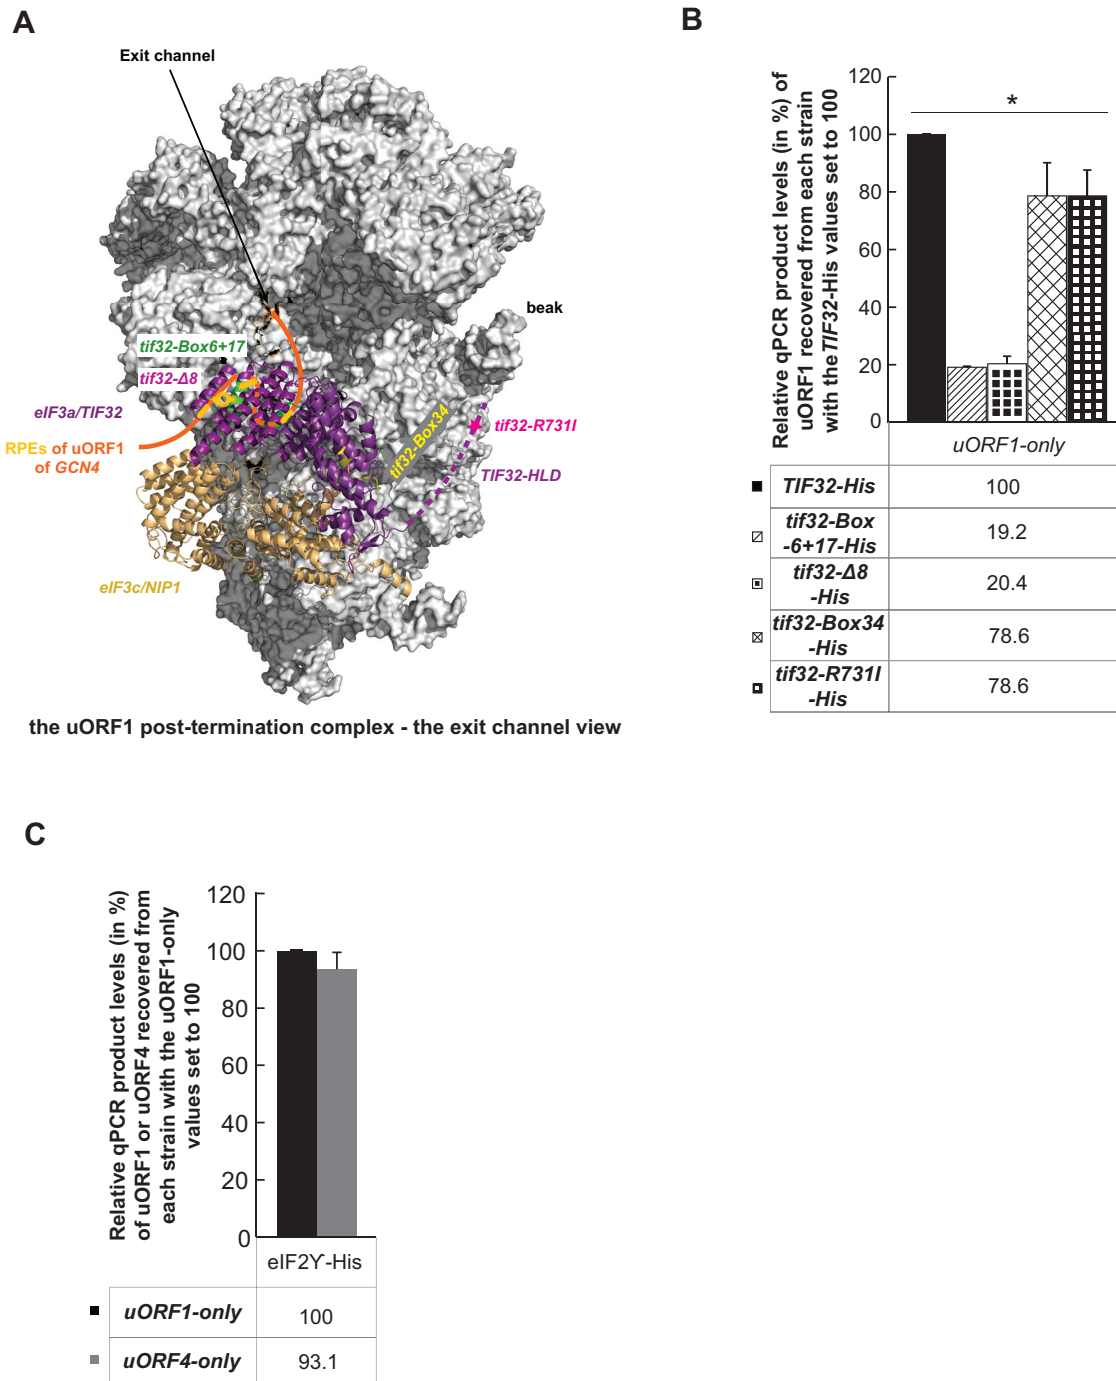 A
Exit channel
beak
tif32-Box6+17
tif32-Δ8
eIF3a/TIF32
RPEs of uORF1
of GCN4
tif32-Box34
tif32-R731I
TIF32-HLD
eIF3c/NIP1
the uORF1 post-termination complex - the exit channel view
B
Relative qPCR product levels (in %) of
uORF1 recovered from each strain
with the TIF32-His values set to 100
120
100
80
60
40
20
0
*
uORF1-only
TIF32-His 100
tif32-Box
-6+17-His 19.2
tif32-Δ8
-His 20.4
tif32-Box34
-His 78.6
tif32-R731I
-His 78.6
C
Relative qPCR product levels (in %)
of uORF1 or uORF4 recovered from
each strain with the uORF1-only
values set to 100
120
100
80
60
40
20
0
eIF2ϒ-His
uORF1-only 100
uORF4-only 93.1